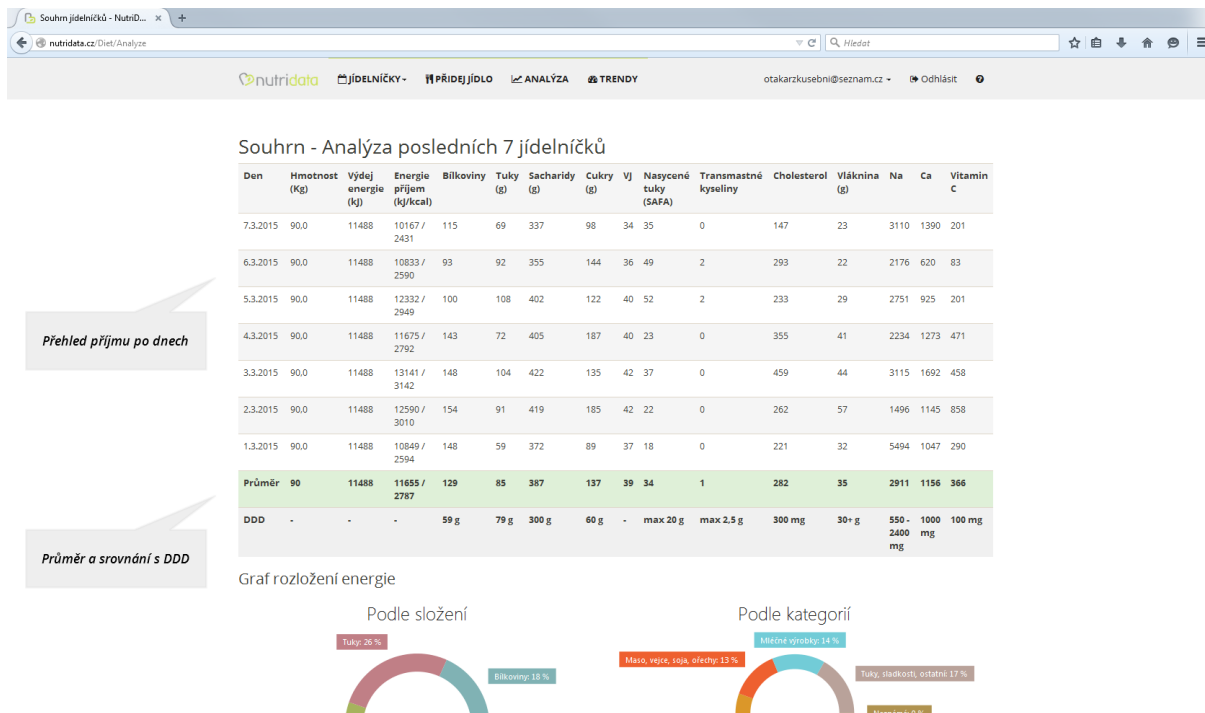 Souhrn jídelníčků - NutriD... × +
nutridata.cz/Diet/Analyze
Hledat
nutridata JÍDELNÍČKY PŘIDEJ JÍDLO ANALÝZA TRENDY otakarzkusebni@seznam.cz Odhlásit
Souhrn - Analýza posledních 7 jídelníčků
Den Hmotnost (Kg) Výdej energie (kJ) Energie příjem (kJ/kcal) Bílkoviny Tuky (g) Sacharidy (g) Cukry (g) VJ Nasycené tuky (SAFA) Transmastné kyseliny Cholesterol Vláknina (g) Na Ca Vitamin C
7.3.2015 90,0 11488 10167 / 2431 115 69 337 98 34 35 0 147 23 3110 1390 201
6.3.2015 90,0 11488 10833 / 2590 93 92 355 144 36 49 2 293 22 2176 620 83
5.3.2015 90,0 11488 12332 / 2949 100 108 402 122 40 52 2 233 29 2751 925 201
4.3.2015 90,0 11488 11675 / 2792 143 72 405 187 40 23 0 355 41 2234 1273 471
3.3.2015 90,0 11488 13141 / 3142 148 104 422 135 42 37 0 459 44 3115 1692 458
2.3.2015 90,0 11488 12590 / 3010 154 91 419 185 42 22 0 262 57 1496 1145 858
1.3.2015 90,0 11488 10849 / 2594 148 59 372 89 37 18 0 221 32 5494 1047 290
Průměr 90 11488 11655 / 2787 129 85 387 137 39 34 1 282 35 2911 1156 366
DDD - - - 59 g 79 g 300 g 60 g - max 20 g max 2,5 g 300 mg 30+ g 550 - 2400 mg 1000 mg 100 mg
Přehled příjmu po dnech
Průměr a srovnání s DDD
Graf rozložení energie
Podle složení
Tuky: 26 %
Bílkoviny: 18 %
Podle kategorií
Mléčné výrobky: 14 %
Maso, vejce, soja, ořechy: 13 %
Tuky, sladkosti, ostatní: 17 %